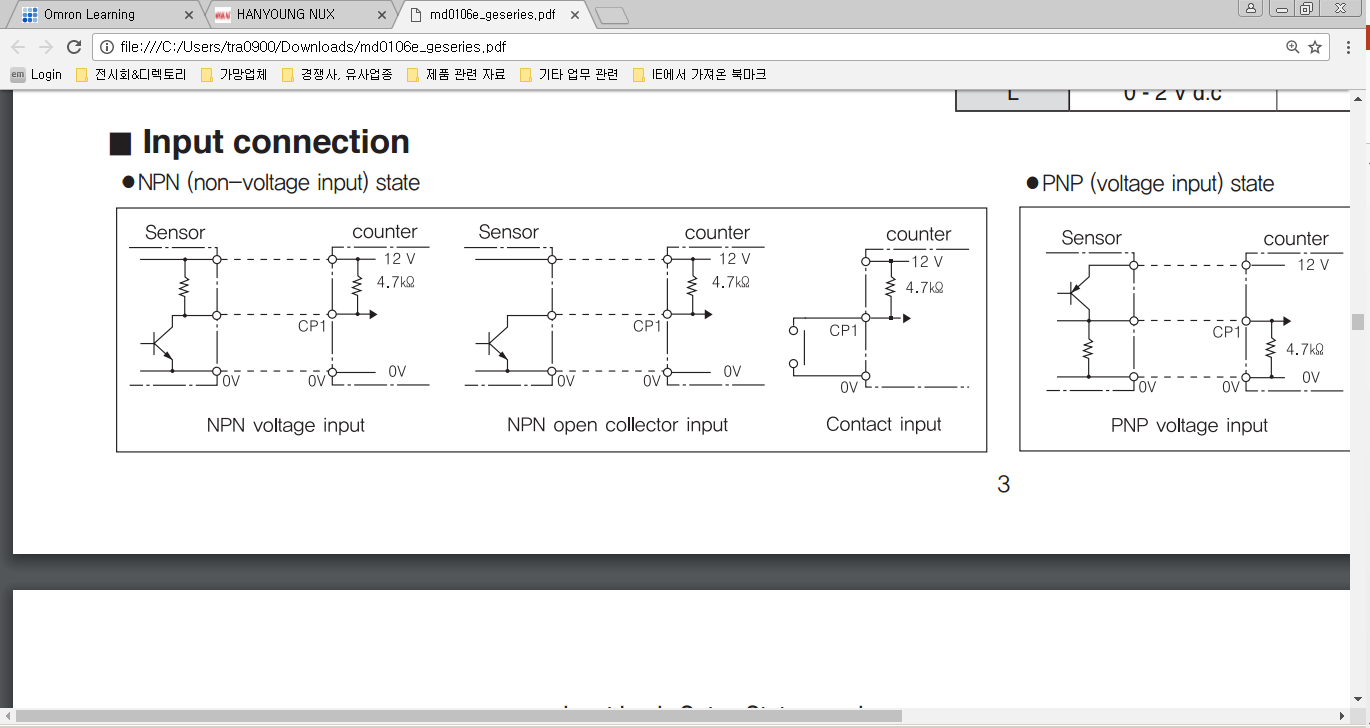 Omron Learning
HANYOUNG NUX
md0106e_geseries.pdf
file:///C:/Users/tra0900/Downloads/md0106e_geseries.pdf
em Login 전시회&디렉토리 가망업체 경쟁사, 유사업종 제품 관련 자료 기타 업무 관련 IE에서 가져온 북마크
L 0 - 2 V d.c
■ Input connection
●NPN (non-voltage input) state
Sensor counter
12 V
4.7kΩ
CP1
0V 0V 0V
NPN voltage input
Sensor counter
12 V
4.7kΩ
CP1
0V 0V 0V
NPN open collector input
counter
12 V
4.7kΩ
CP1
0V
Contact input
●PNP (voltage input) state
Sensor counter
12 V
CP1
4.7kΩ
0V 0V 0V
PNP voltage input
3